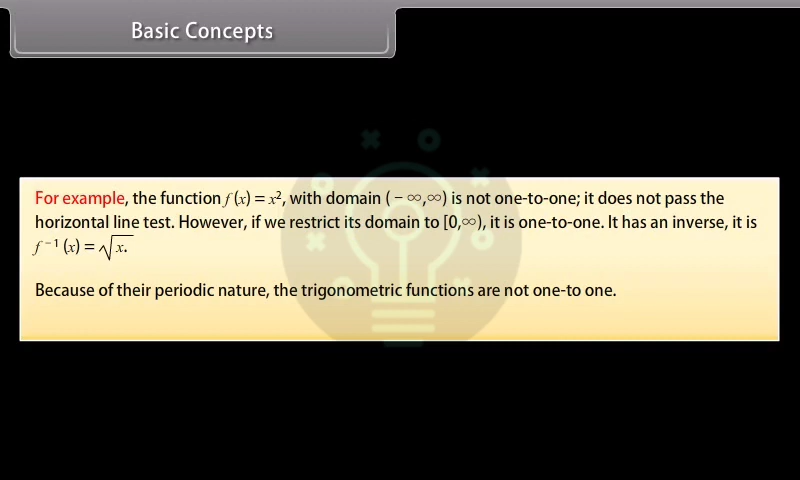 Basic Concepts
For example, the function f (x) = x², with domain ( − ∞,∞) is not one-to-one; it does not pass the
horizontal line test. However, if we restrict its domain to [0,∞), it is one-to-one. It has an inverse, it is
f ⁻¹ (x) = √x.
Because of their periodic nature, the trigonometric functions are not one-to one.